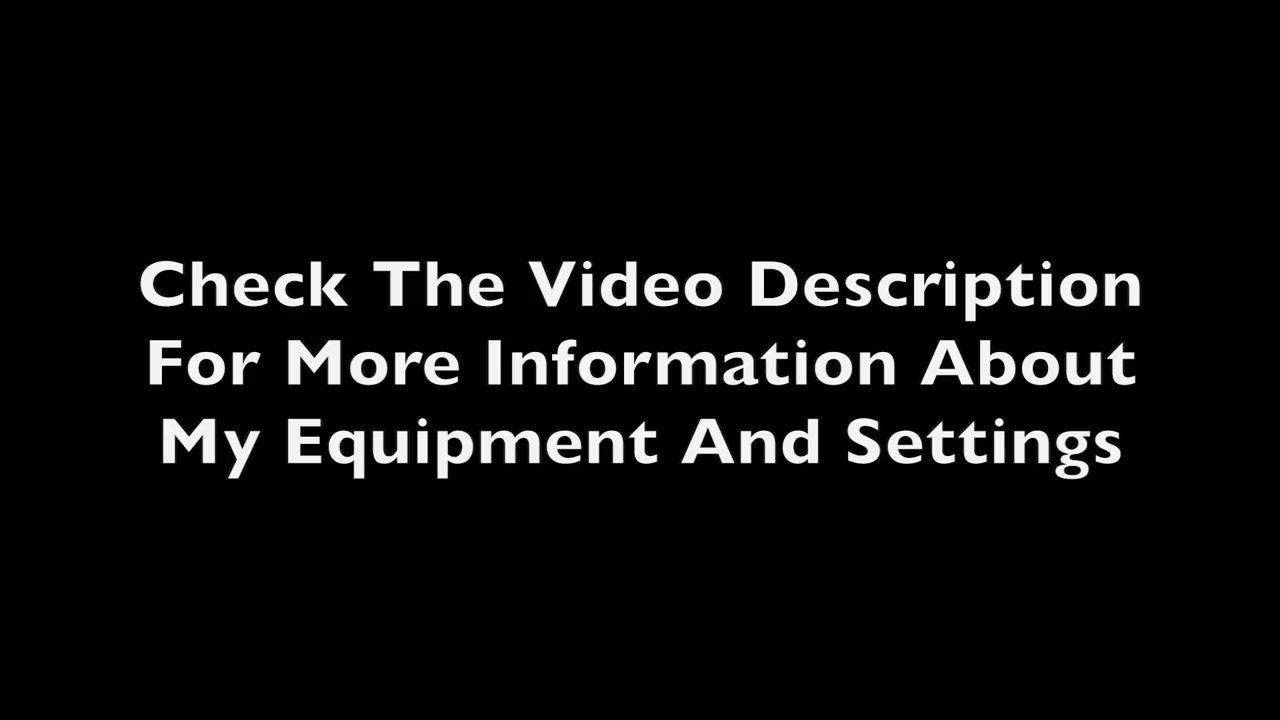 Check The Video Description
For More Information About
My Equipment And Settings